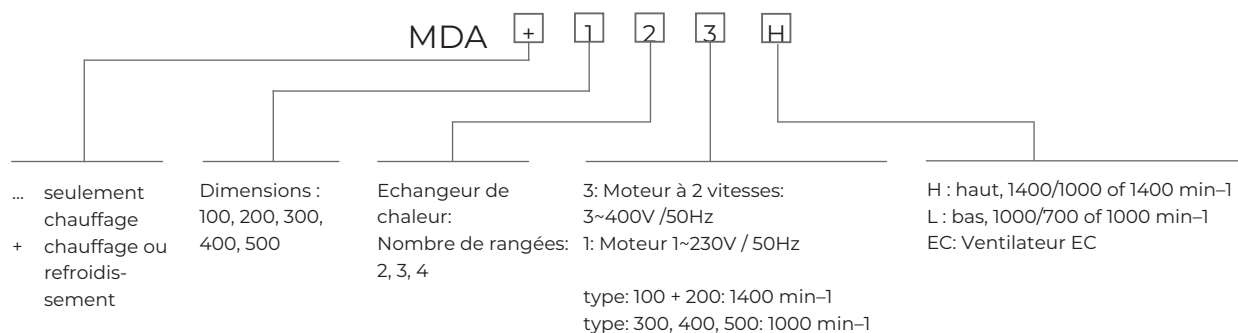 MDA + 1 2 3 H
... seulement
chauffage
+ chauffage ou
refroidis-
sement
Dimensions :
100, 200, 300,
400, 500
Echangeur de
chaleur:
Nombre de rangées:
2, 3, 4
3: Moteur à 2 vitesses:
3~400V /50Hz
1: Moteur 1~230V / 50Hz
type: 100 + 200: 1400 min–1
type: 300, 400, 500: 1000 min–1
H : haut, 1400/1000 of 1400 min–1
L : bas, 1000/700 of 1000 min–1
EC: Ventilateur EC